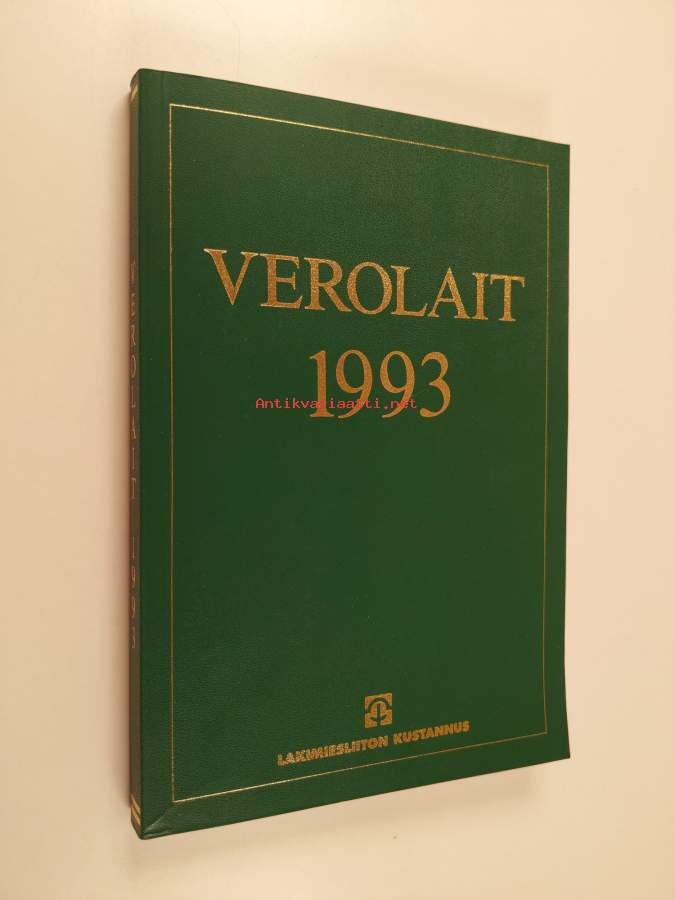 VEROLAIT
1993
Antikvariaatti.net
LAKIMIESLIITON KUSTANNUS
VEROLAIT 1993